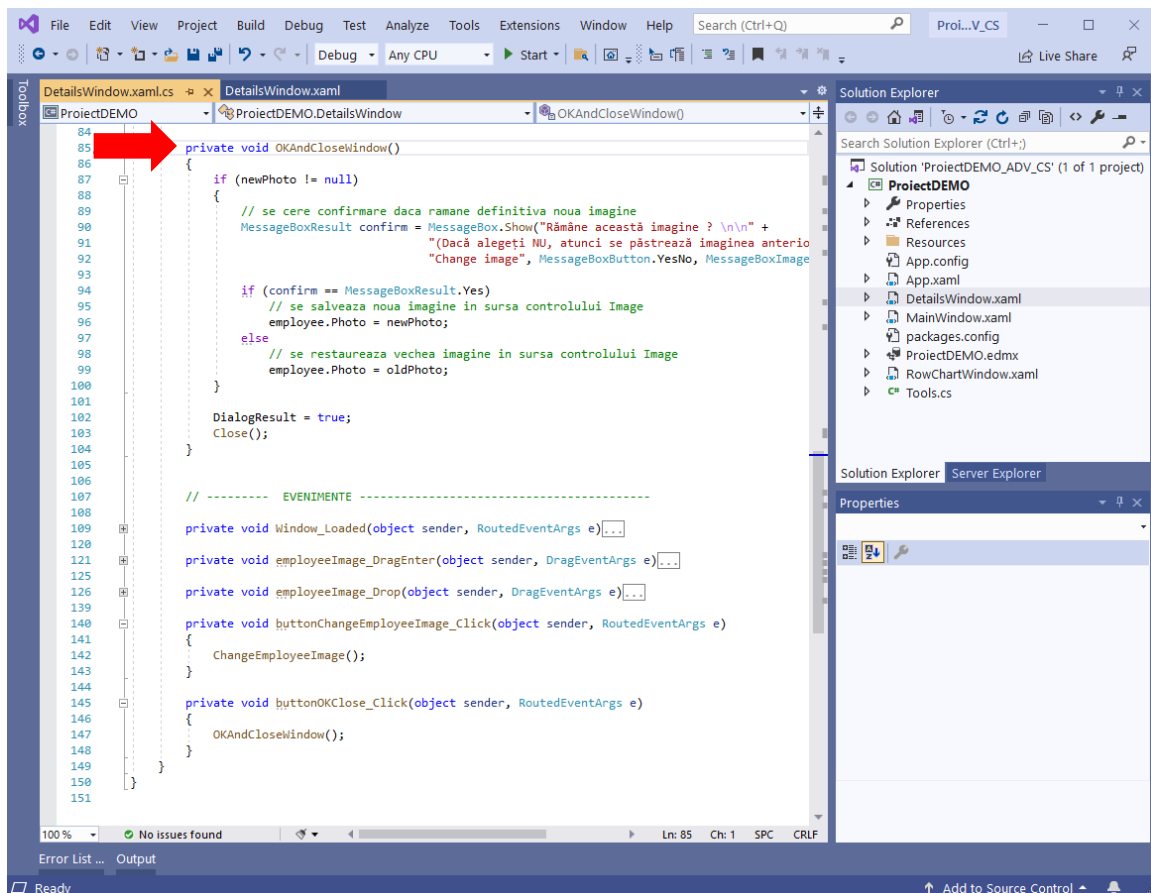 File Edit View Project Build Debug Test Analyze Tools Extensions Window Help Search (Ctrl+Q) Proi...V_CS
Debug Any CPU Start Live Share
Toolbox
DetailsWindow.xaml.cs DetailsWindow.xaml
ProiectDEMO ProiectDEMO.DetailsWindow OKAndCloseWindow()
84
85 private void OKAndCloseWindow()
86 {
87 if (newPhoto != null)
88 {
89 // se cere confirmare daca ramane definitiva noua imagine
90 MessageBoxResult confirm = MessageBox.Show("Rămâne această imagine ? \n\n" +
91 "(Dacă alegeți NU, atunci se păstrează imaginea anterio
92 "Change image", MessageBoxButton.YesNo, MessageBoxImage
93
94 if (confirm == MessageBoxResult.Yes)
95 // se salveaza noua imagine in sursa controlului Image
96 employee.Photo = newPhoto;
97 else
98 // se restaureaza vechea imagine in sursa controlului Image
99 employee.Photo = oldPhoto;
100 }
101
102 DialogResult = true;
103 Close();
104 }
105
106
107 // --------- EVENIMENTE ------------------------------------------
108
109 private void Window_Loaded(object sender, RoutedEventArgs e)...
120
121 private void employeeImage_DragEnter(object sender, DragEventArgs e)...
125
126 private void employeeImage_Drop(object sender, DragEventArgs e)...
139
140 private void buttonChangeEmployeeImage_Click(object sender, RoutedEventArgs e)
141 {
142 ChangeEmployeeImage();
143 }
144
145 private void buttonOKClose_Click(object sender, RoutedEventArgs e)
146 {
147 OKAndCloseWindow();
148 }
149 }
150 }
151
100 % No issues found Ln: 85 Ch: 1 SPC CRLF
Solution Explorer
Search Solution Explorer (Ctrl+;)
Solution 'ProiectDEMO_ADV_CS' (1 of 1 project)
ProiectDEMO
Properties
References
Resources
App.config
App.xaml
DetailsWindow.xaml
MainWindow.xaml
packages.config
ProiectDEMO.edmx
RowChartWindow.xaml
C# Tools.cs
Solution Explorer Server Explorer
Properties
Error List ... Output
Ready Add to Source Control